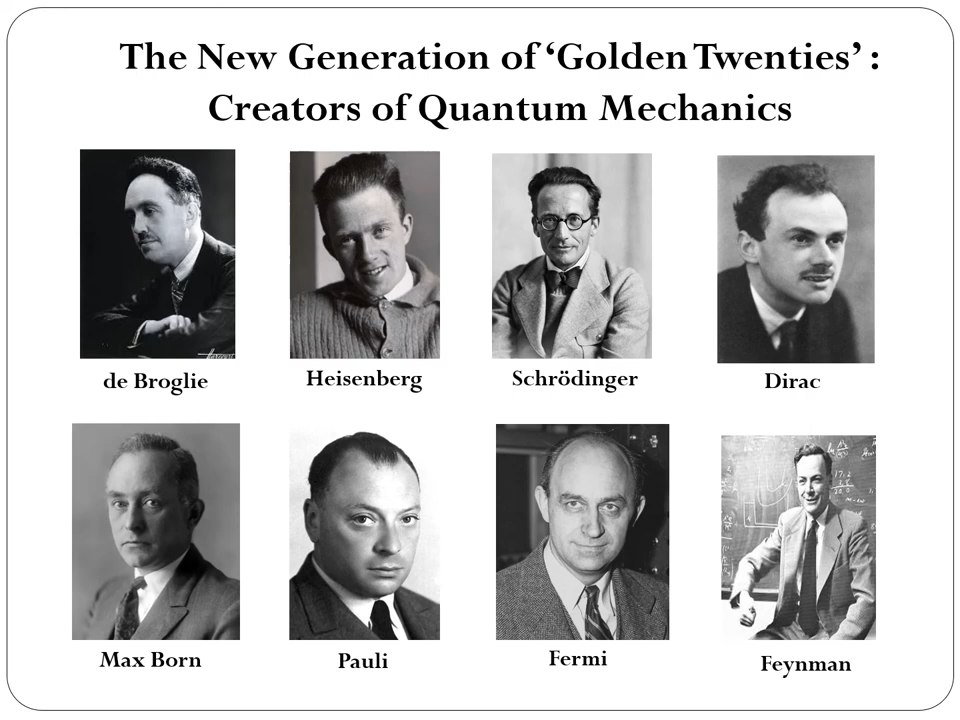 The New Generation of ‘Golden Twenties’ :
Creators of Quantum Mechanics
de Broglie
Heisenberg
Schrödinger
Dirac
Max Born
Pauli
Fermi
Feynman